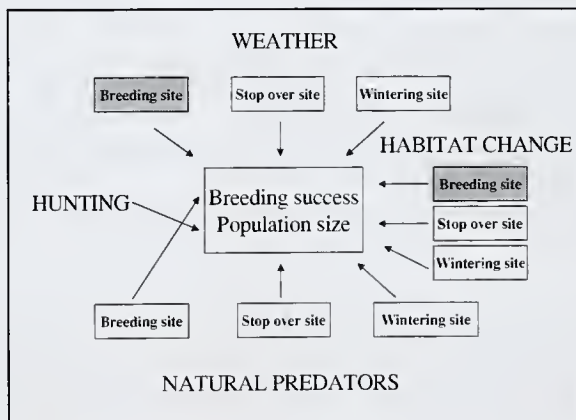 WEATHER
Breeding site
Stop over site
Wintering site
HABITAT CHANGE
Breeding site
Stop over site
Wintering site
HUNTING
Breeding success
Population size
Breeding site
Stop over site
Wintering site
NATURAL PREDATORS